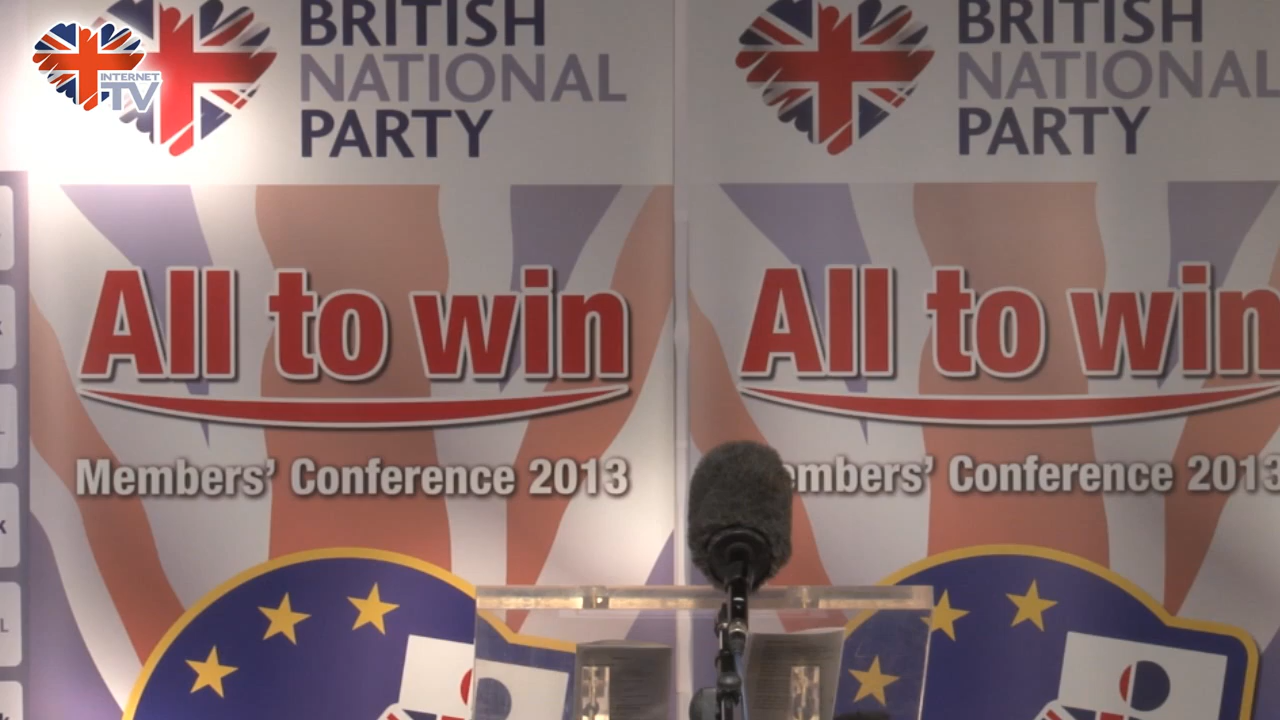 INTERNET
TV
BRITISH
NATIONAL
PARTY
All to win
Members' Conference 2013
BRITISH
NATIONAL
PARTY
All to win
embers' Conference 2013